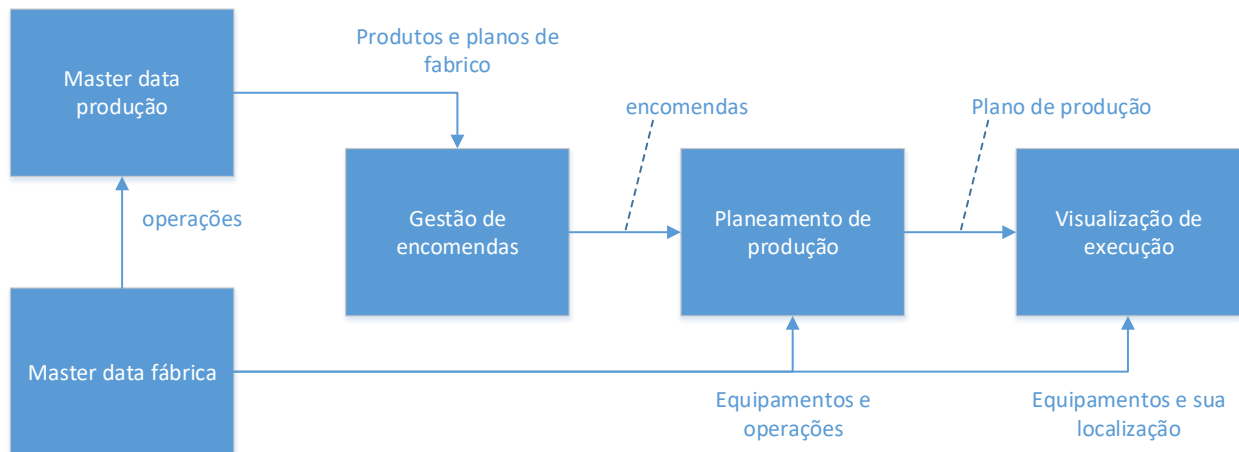 Master data
produção
Produtos e planos de
fabrico
encomendas
Plano de produção
operações
Gestão de
encomendas
Planeamento de
produção
Visualização de
execução
Master data fábrica
Equipamentos e
operações
Equipamentos e sua
localização